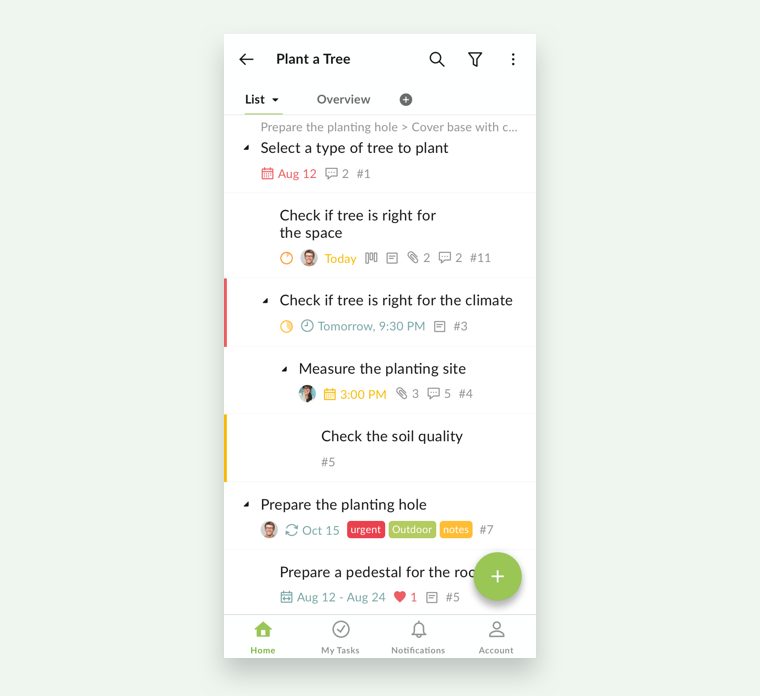 Plant a Tree
List Overview
Prepare the planting hole > Cover base with c...
Select a type of tree to plant
Aug 12 2 #1
Check if tree is right for
the space
Today 2 2 #11
Check if tree is right for the climate
Tomorrow, 9:30 PM #3
Measure the planting site
3:00 PM 3 5 #4
Check the soil quality
#5
Prepare the planting hole
Oct 15 urgent Outdoor notes #7
Prepare a pedestal for the
Aug 12 - Aug 24 1 #5
Home My Tasks Notifications Account